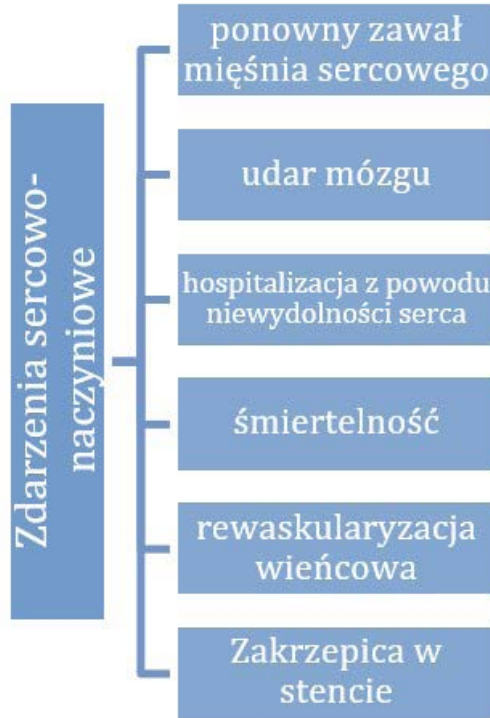 Zdarzenia sercowo-
naczyniowe
ponowny zawał
mięśnia sercowego
udar mózgu
hospitalizacja z powodu
niewydolności serca
śmiertelność
rewaskularyzacja
wieńcowa
Zakrzepica w
stencie